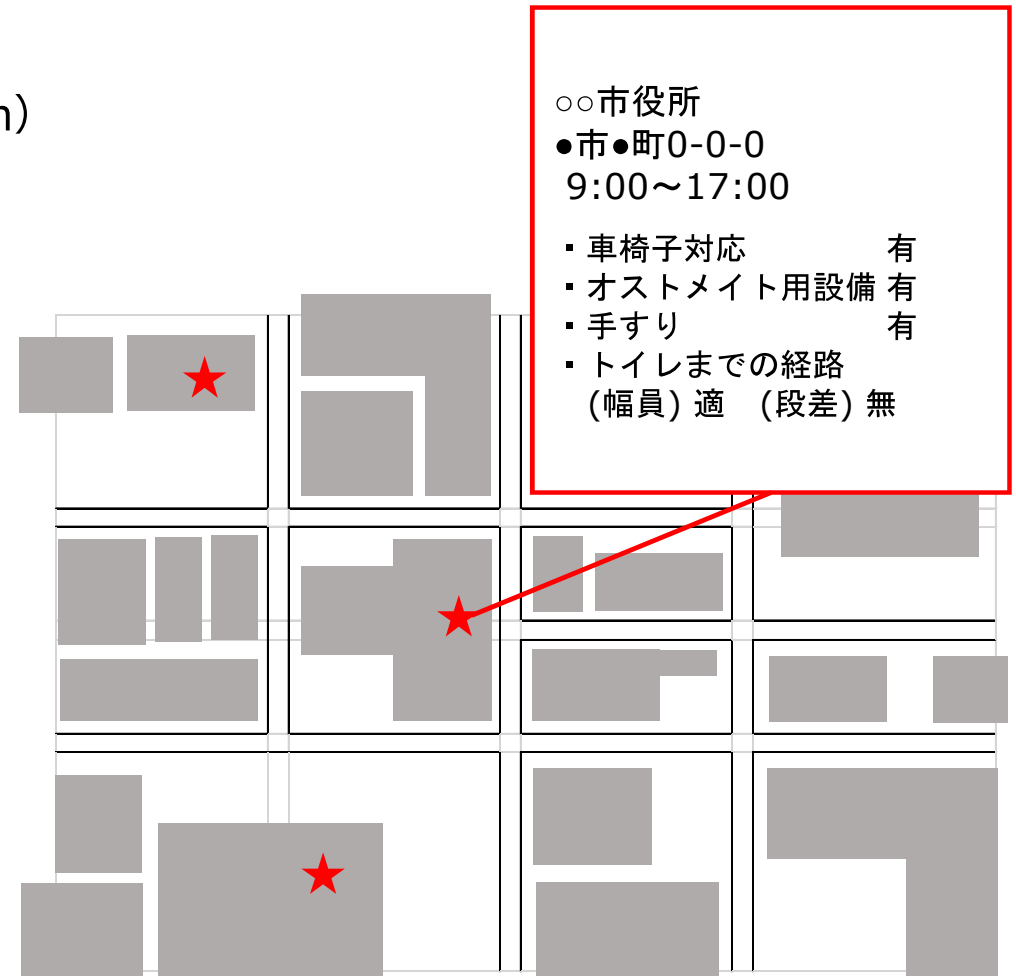 ○○市役所
●市●町0-0-0
9:00～17:00
▪車椅子対応 有
▪オストメイト用設備 有
▪手すり 有
▪トイレまでの経路
(幅員) 適 (段差) 無